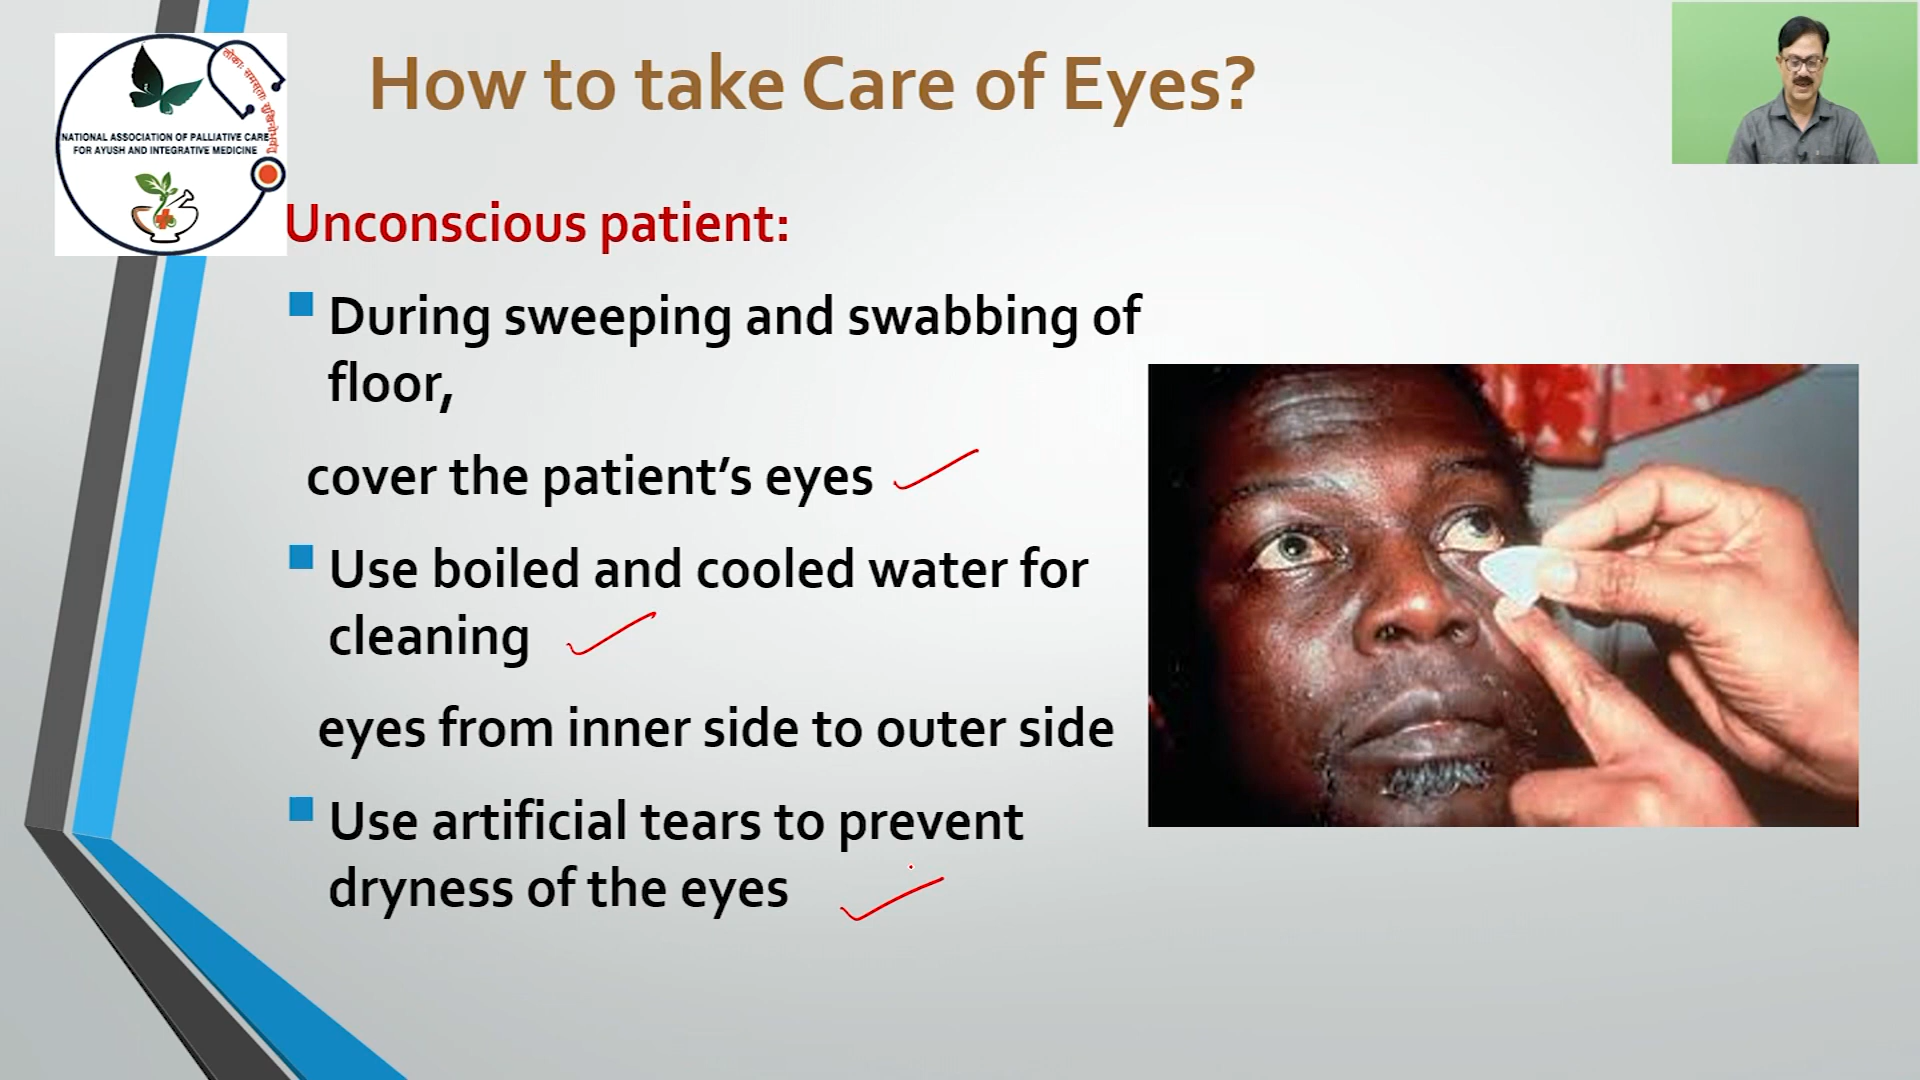 How to take Care of Eyes?
लोकाः समस्ताः
NATIONAL ASSOCIATION OF PALLIATIVE CARE
FOR AYUSH AND INTEGRATIVE MEDICINE
Unconscious patient:
During sweeping and swabbing of
floor,
cover the patient’s eyes
Use boiled and cooled water for
cleaning
eyes from inner side to outer side
Use artificial tears to prevent
dryness of the eyes